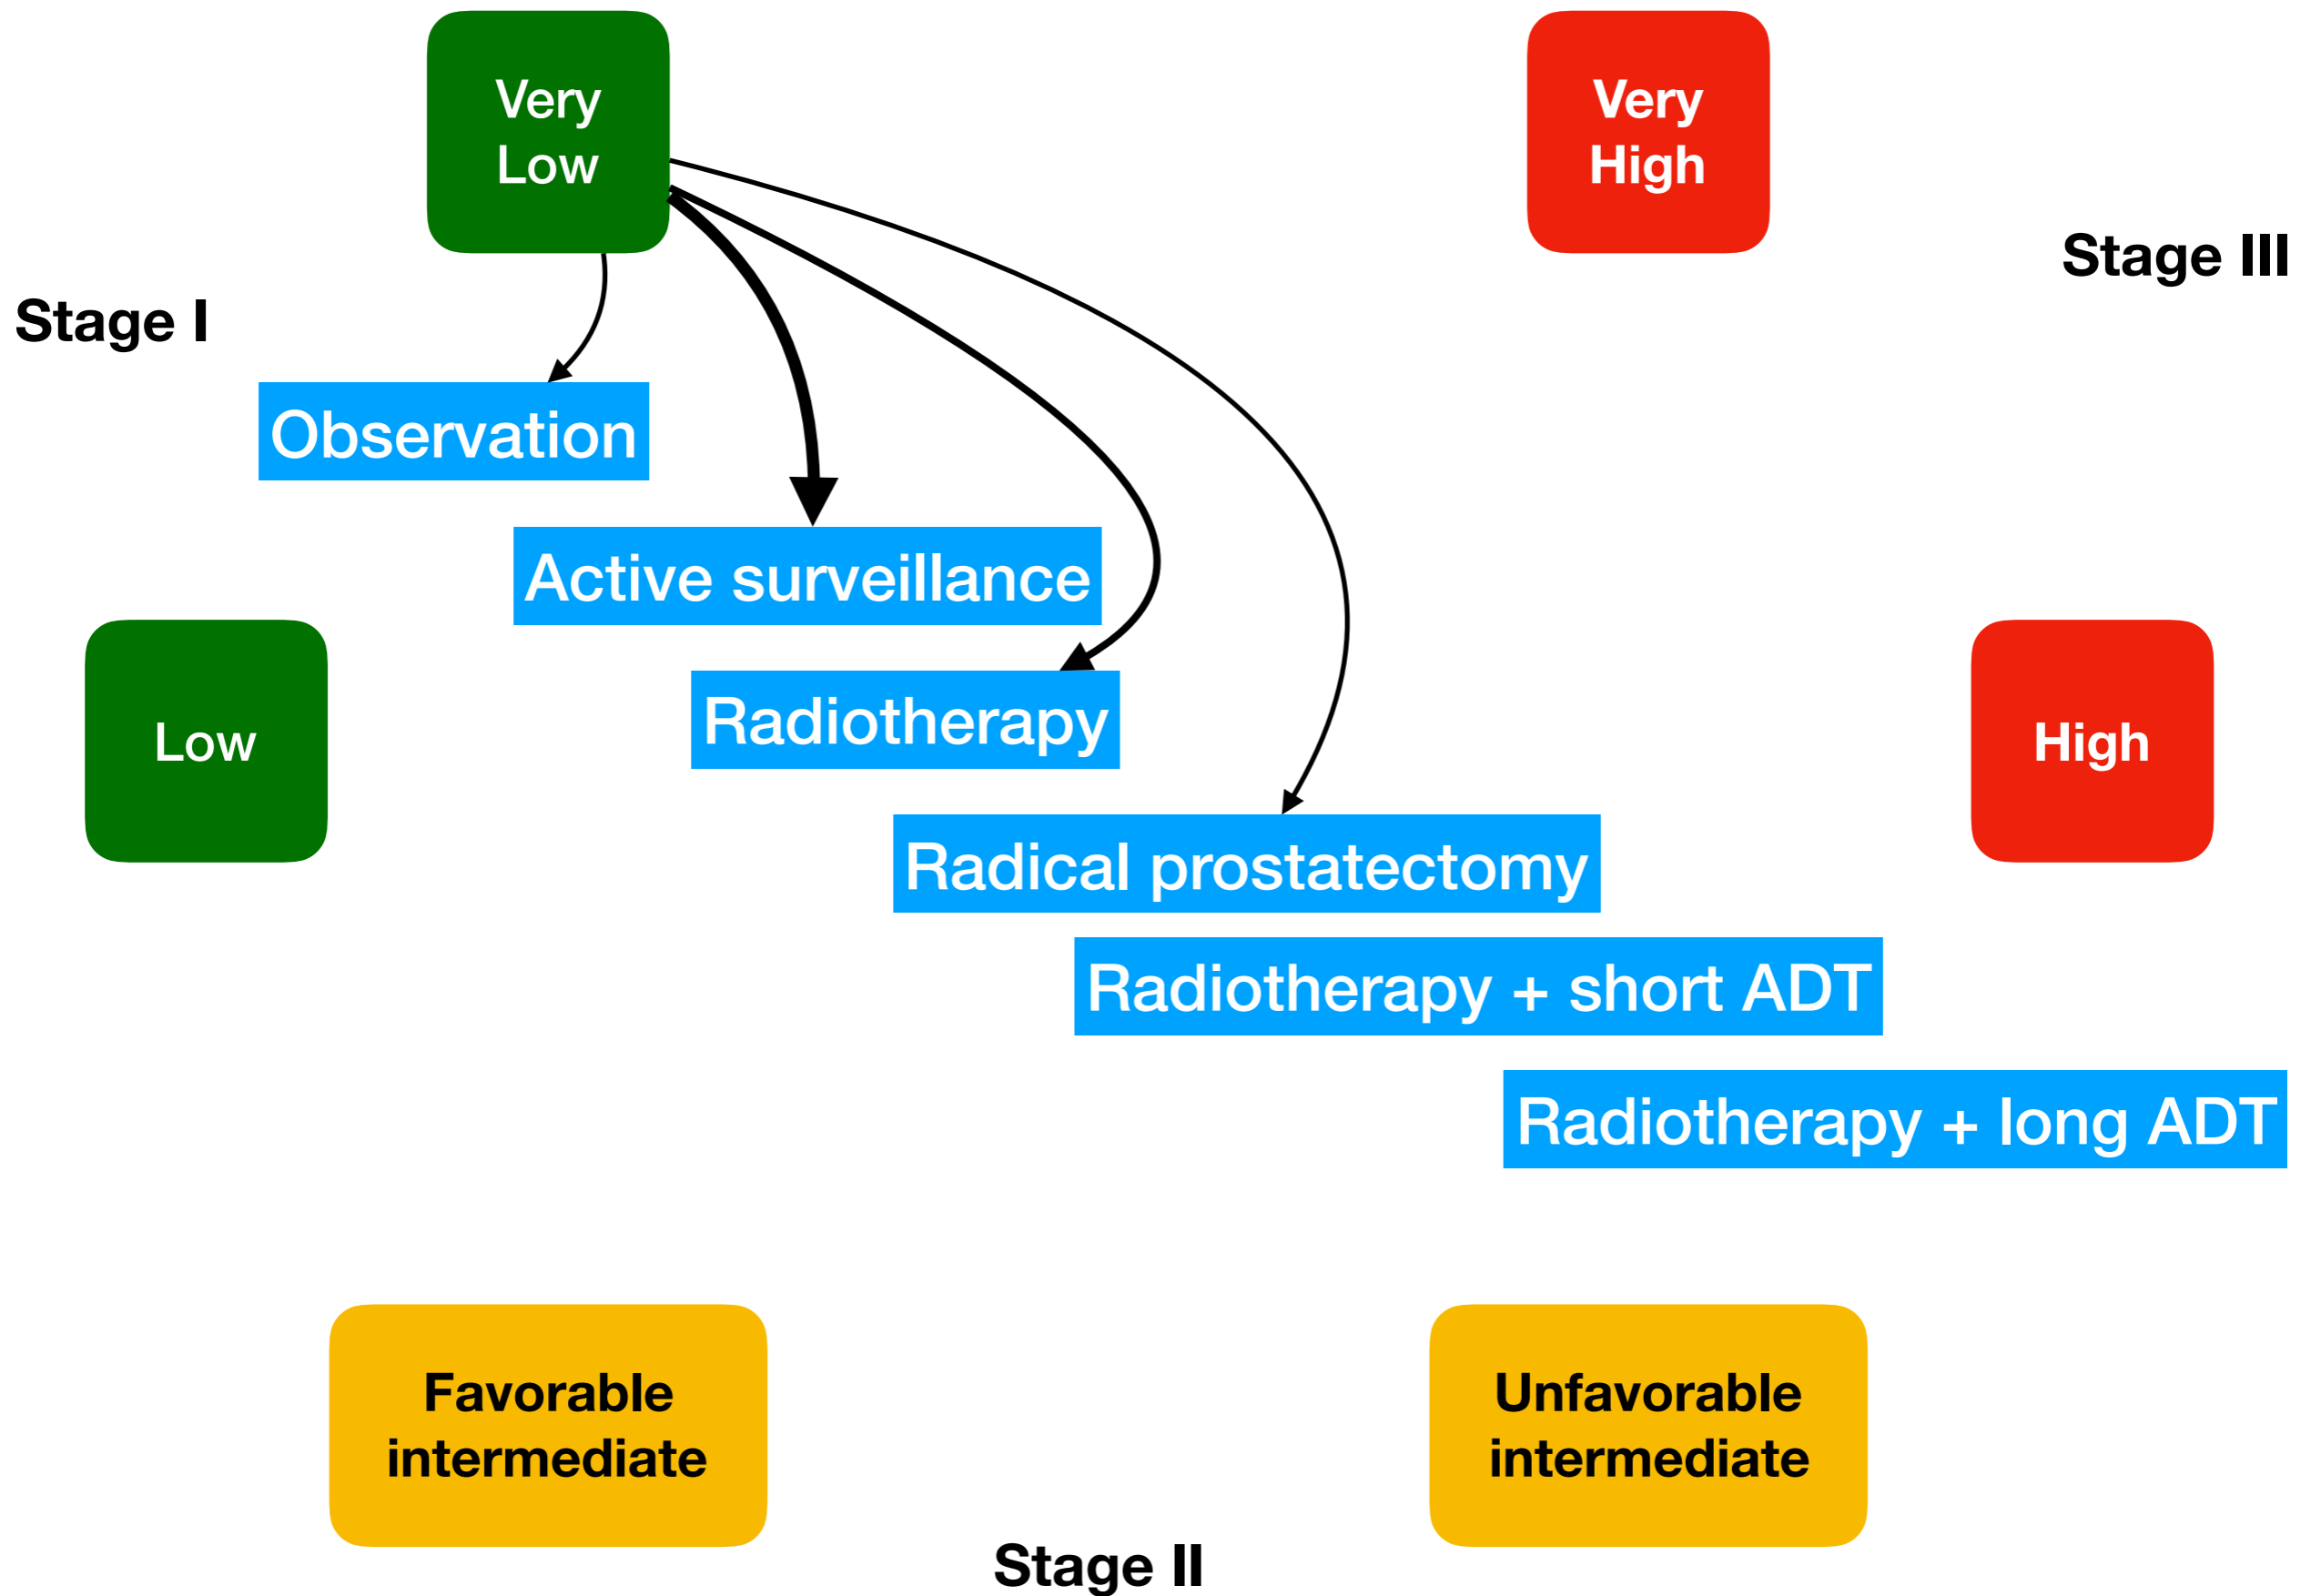 Very
Low
Very
High
Stage III
Stage I
Observation
Active surveillance
Radiotherapy
Low
High
Radical prostatectomy
Radiotherapy + short ADT
Radiotherapy + long ADT
Favorable
intermediate
Unfavorable
intermediate
Stage II